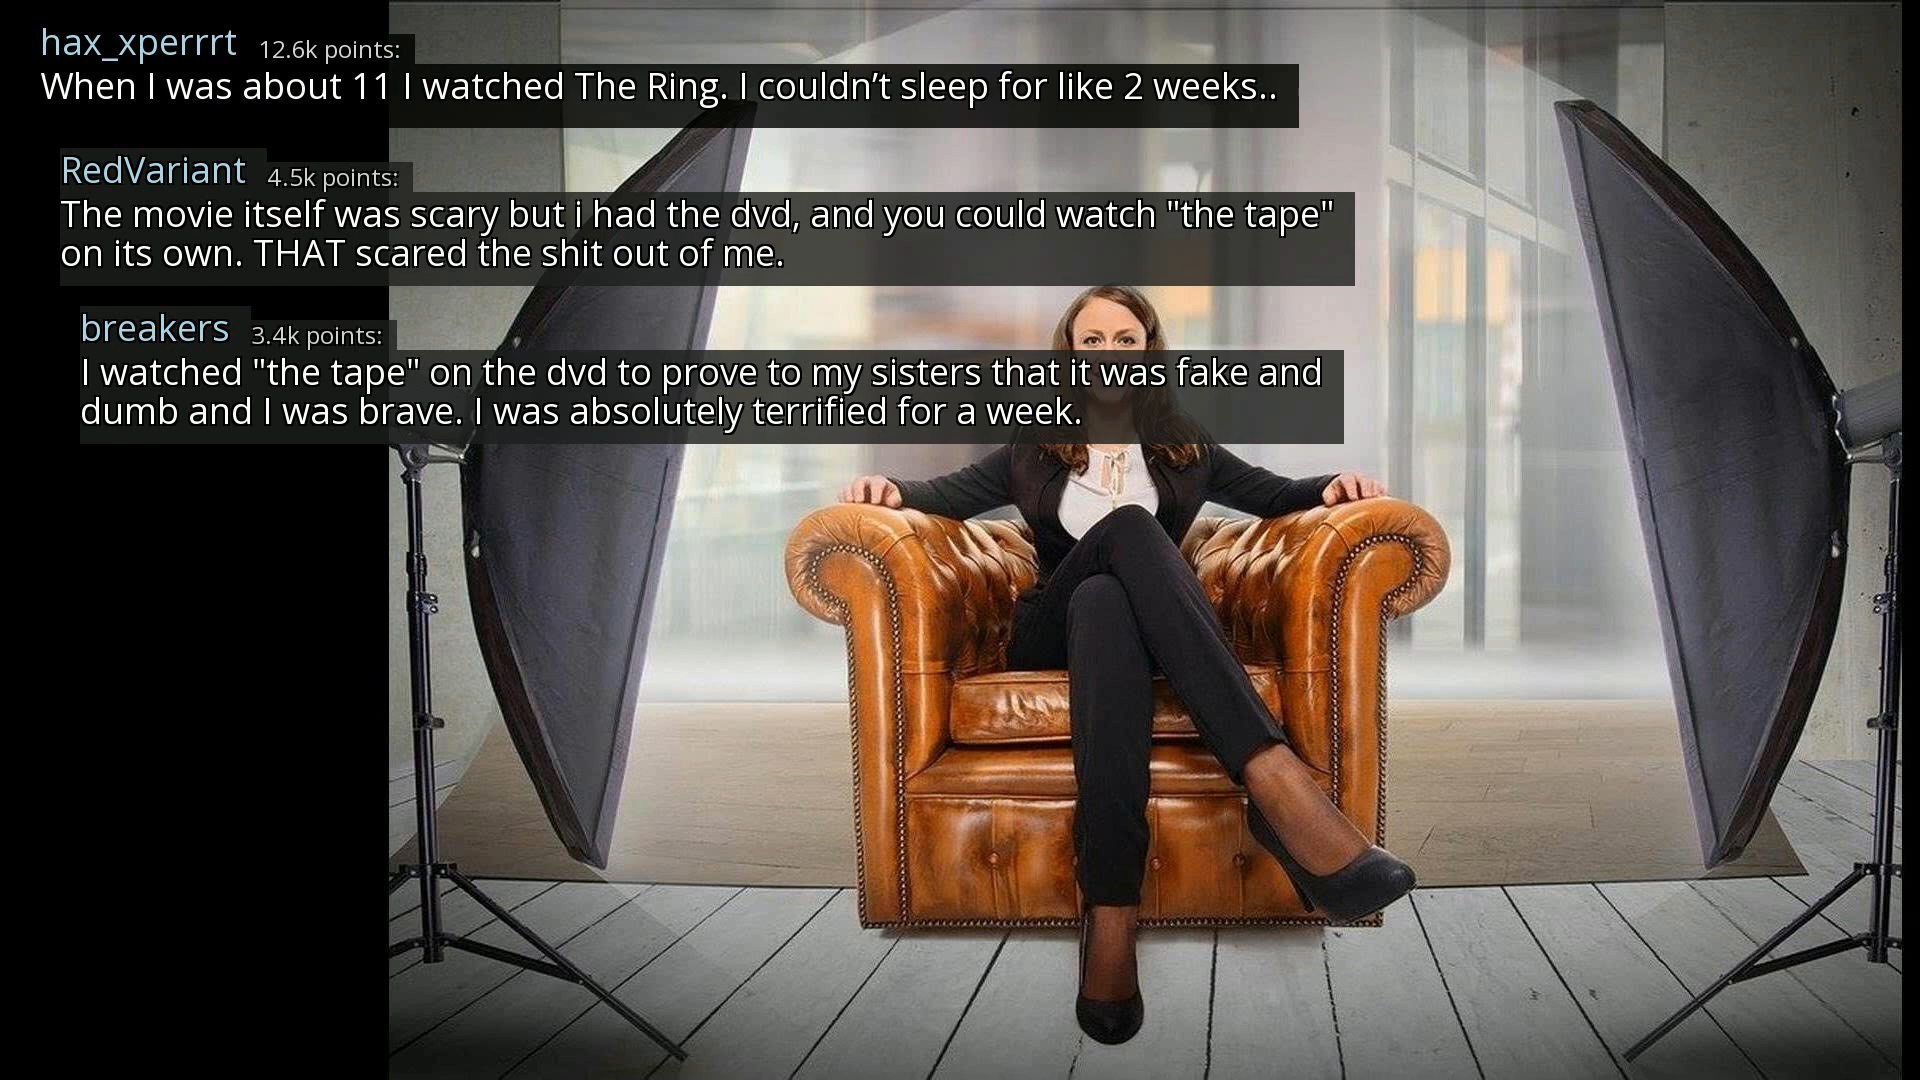 hax_xperrrt 12.6k points:
When I was about 11 I watched The Ring. I couldn’t sleep for like 2 weeks..
RedVariant 4.5k points:
The movie itself was scary but i had the dvd, and you could watch "the tape"
on its own. THAT scared the shit out of me.
breakers 3.4k points:
I watched "the tape" on the dvd to prove to my sisters that it was fake and
dumb and I was brave. I was absolutely terrified for a week.